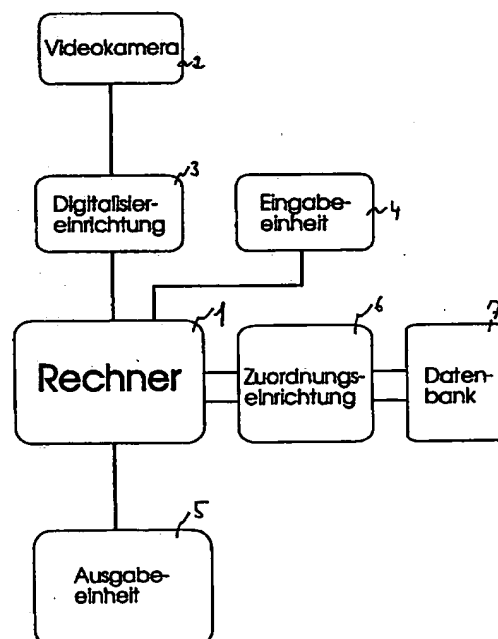 Videokamera
2
3
Digitalisier-
einrichtung
Eingabe-
einheit
4
1
Rechner
6
Zuordnungs-
einrichtung
7
Daten-
bank
5
Ausgabe-
einheit